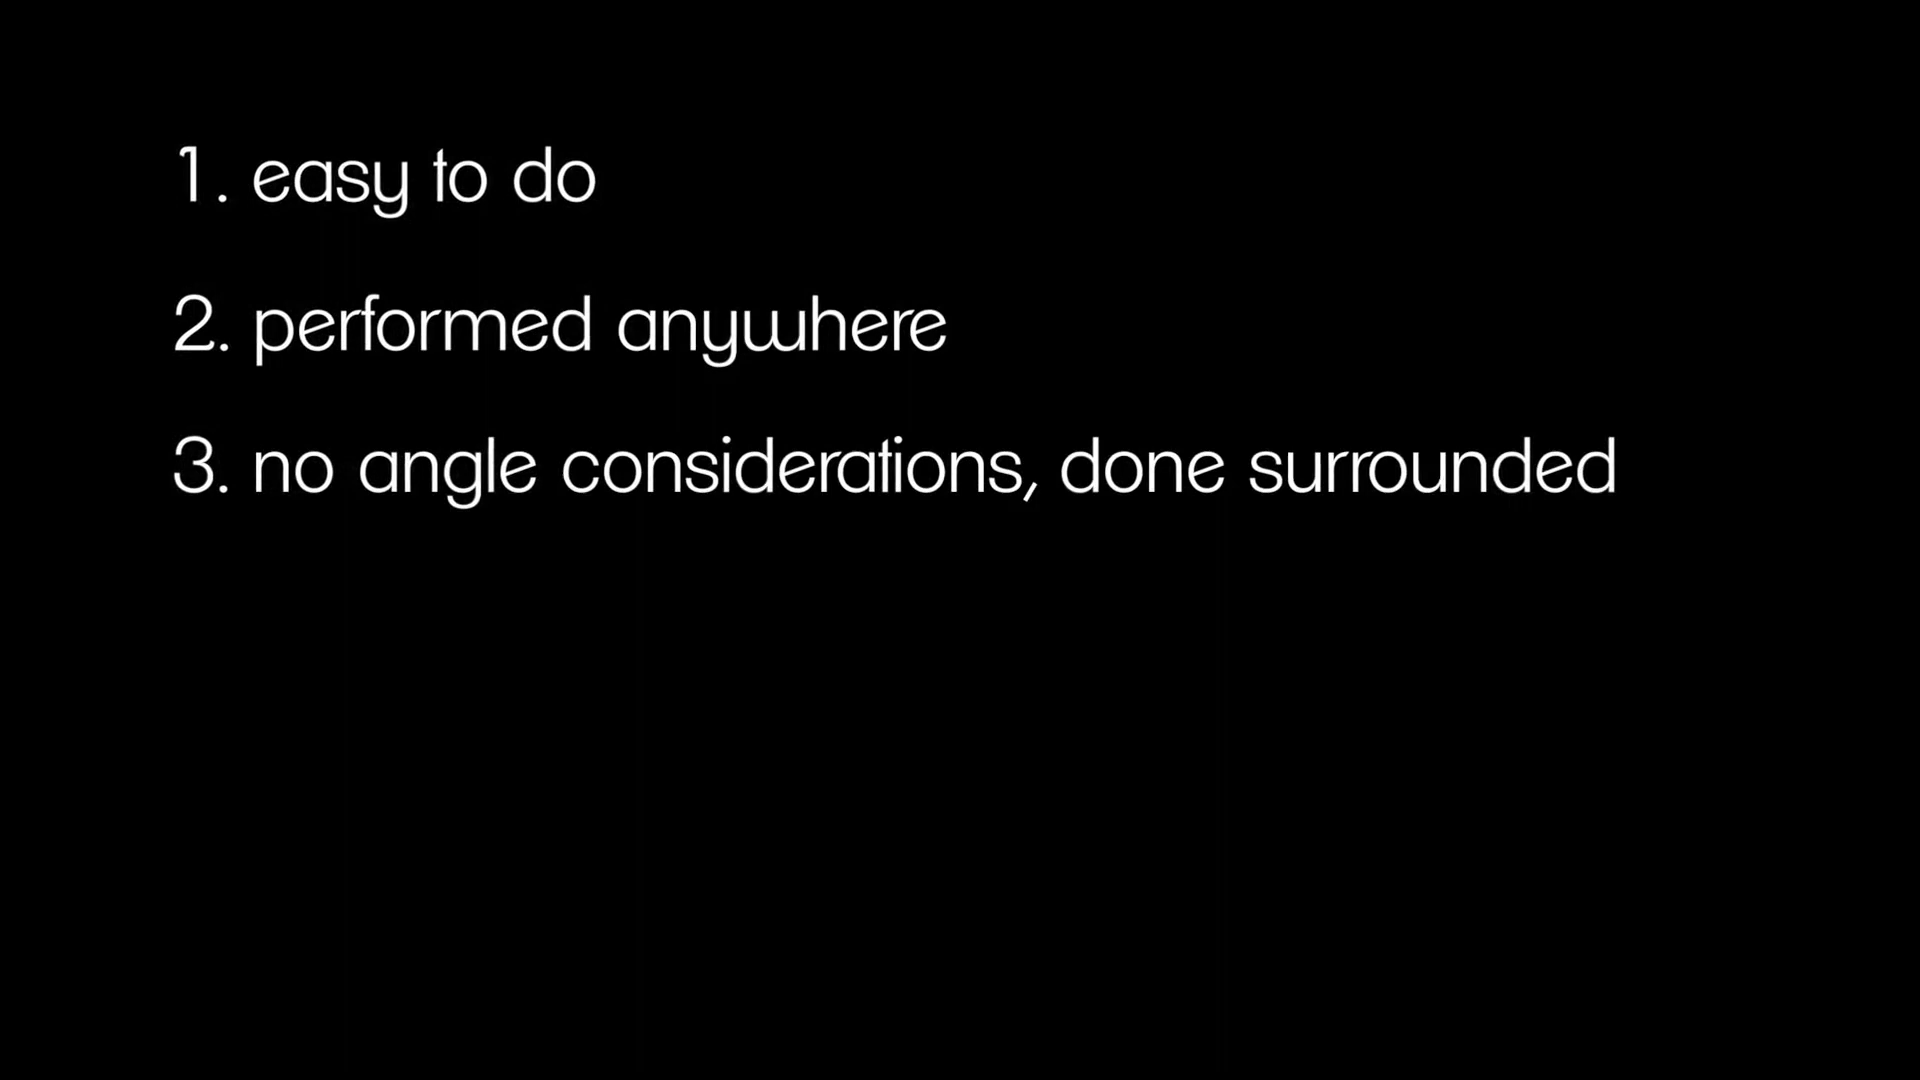 1. easy to do
2. performed anywhere
3. no angle considerations, done surrounded